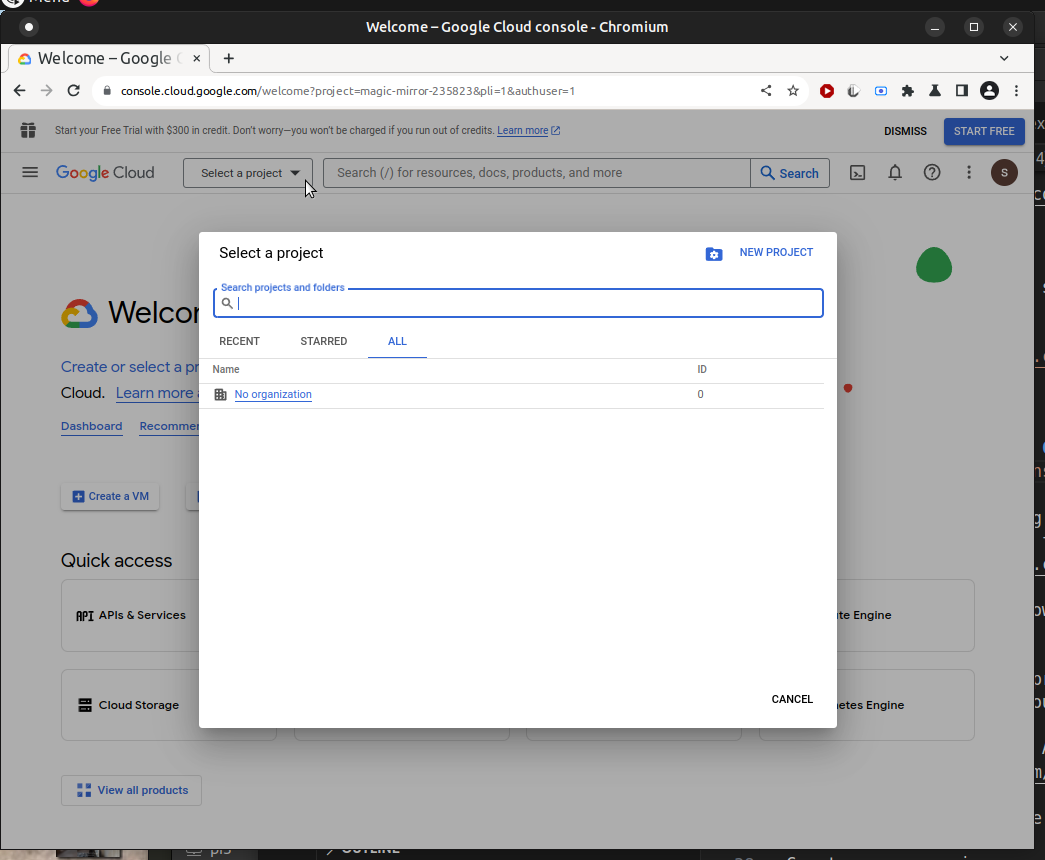 Menu
Welcome – Google Cloud console - Chromium
Welcome – Google C
console.cloud.google.com/welcome?project=magic-mirror-235823&pli=1&authuser=1
Start your Free Trial with $300 in credit. Don't worry—you won't be charged if you run out of credits. Learn more
DISMISS
START FREE
Google Cloud
Select a project
Search (/) for resources, docs, products, and more
Search
S
Select a project
NEW PROJECT
Search projects and folders
RECENT STARRED ALL
Name ID
No organization 0
CANCEL
Welcor
Create or select a pr
Cloud. Learn more
Dashboard Recommer
Create a VM
Quick access
API APIs & Services
te Engine
Cloud Storage
netes Engine
View all products
OUTLINE